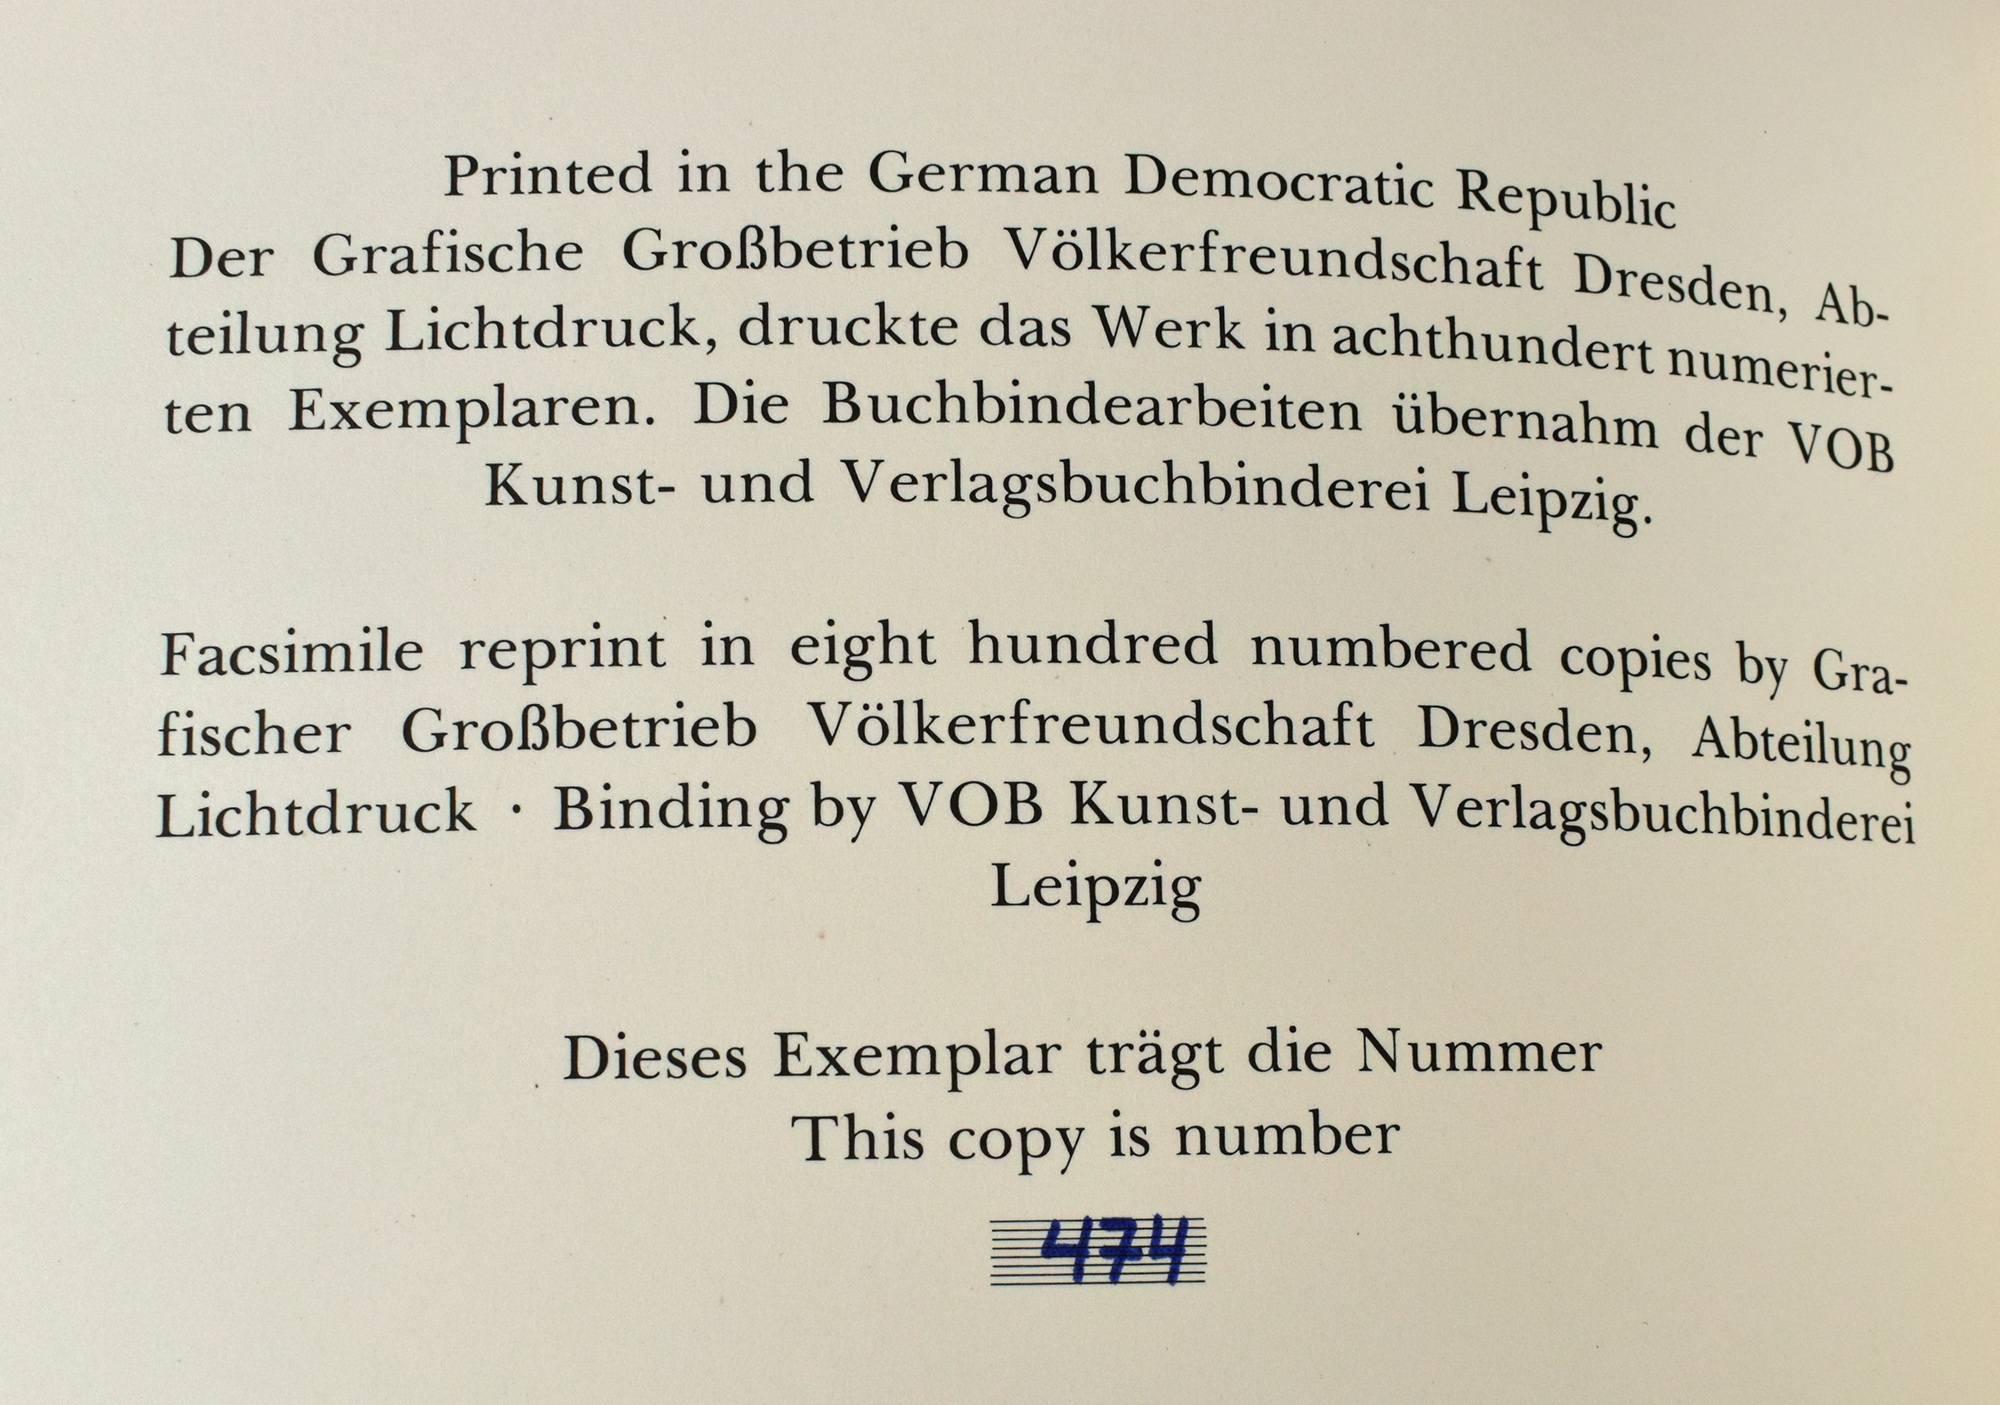 Printed in the German Democratic Republic
Der Grafische Großbetrieb Völkerfreundschaft Dresden, Ab-
teilung Lichtdruck, druckte das Werk in achthundert numerier-
ten Exemplaren. Die Buchbindearbeiten übernahm der VOB
Kunst- und Verlagsbuchbinderei Leipzig.
Facsimile reprint in eight hundred numbered copies by Gra-
fischer Großbetrieb Völkerfreundschaft Dresden, Abteilung
Lichtdruck · Binding by VOB Kunst- und Verlagsbuchbinderei
Leipzig
Dieses Exemplar trägt die Nummer
This copy is number
474